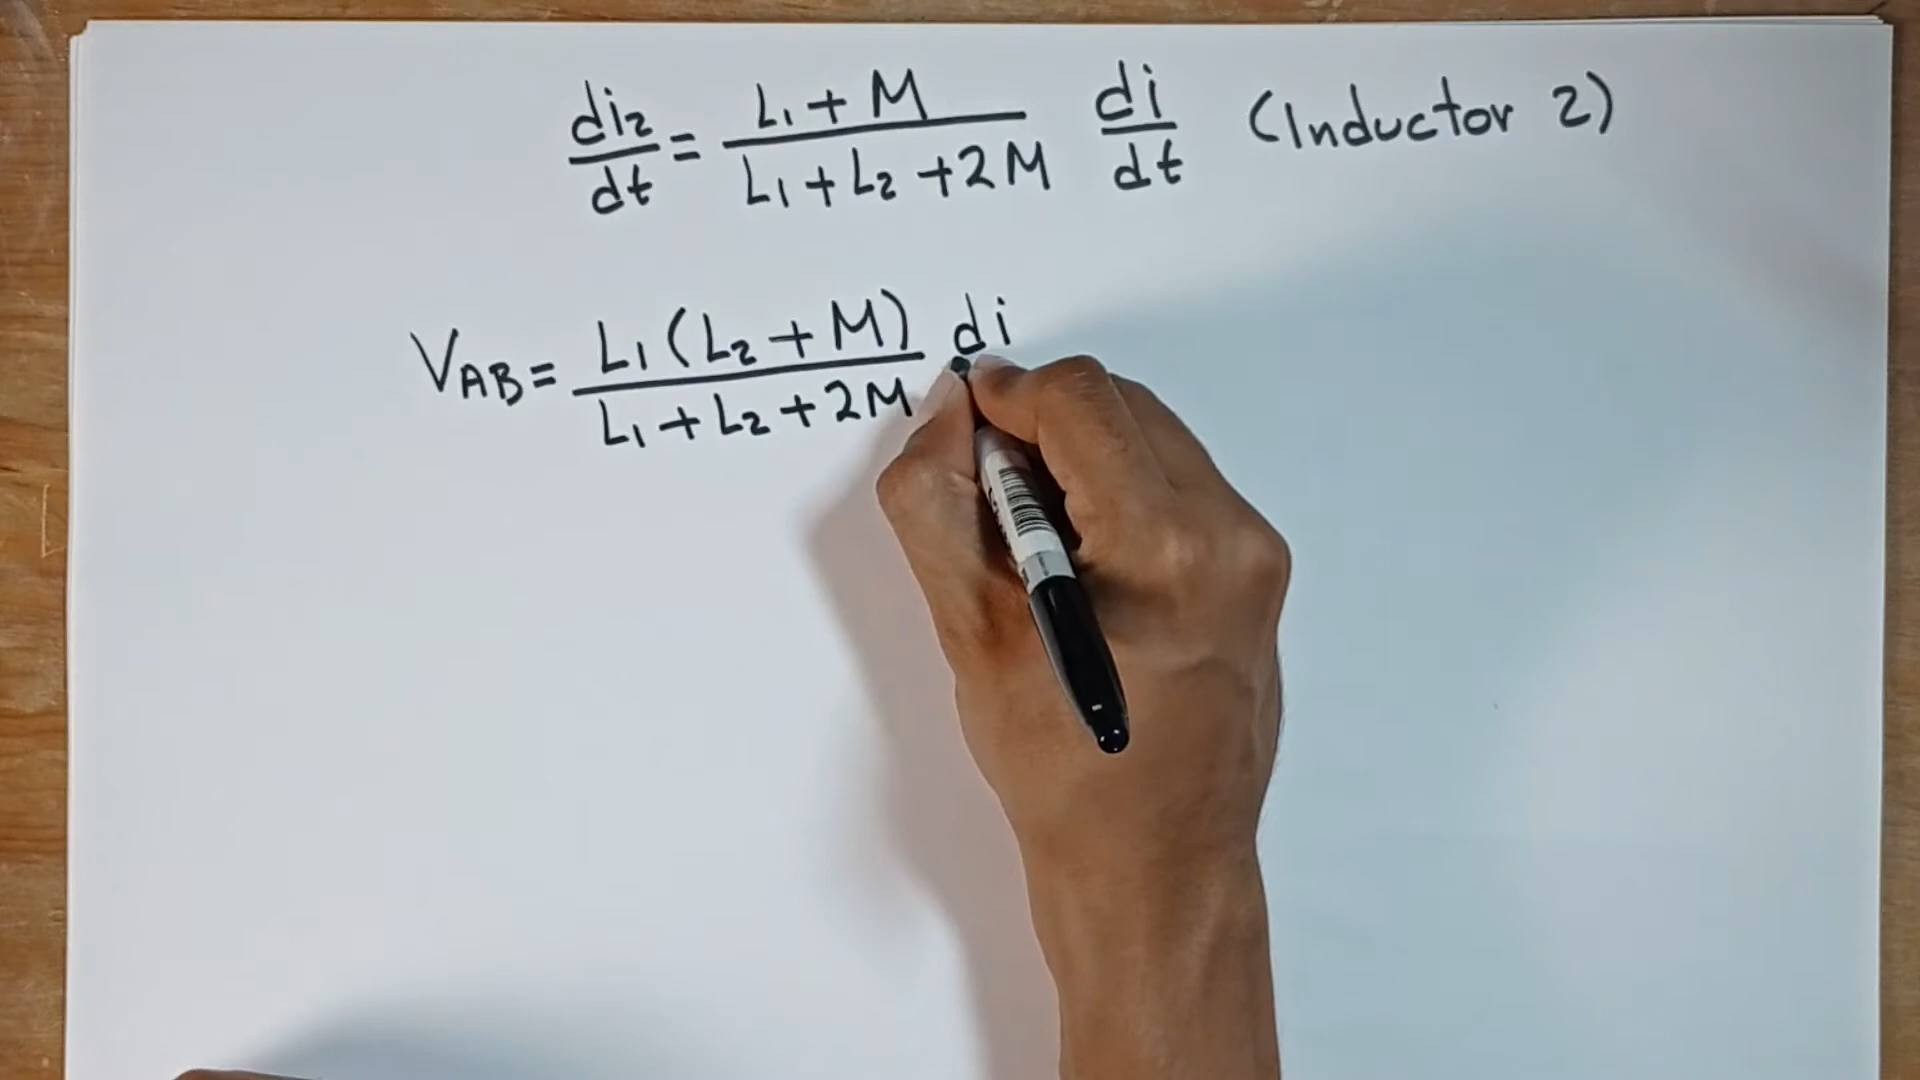 di₂/dt = (L₁ + M)/(L₁ + L₂ + 2M) di/dt (Inductor 2)
V_AB = L₁(L₂ + M)/(L₁ + L₂ + 2M) di